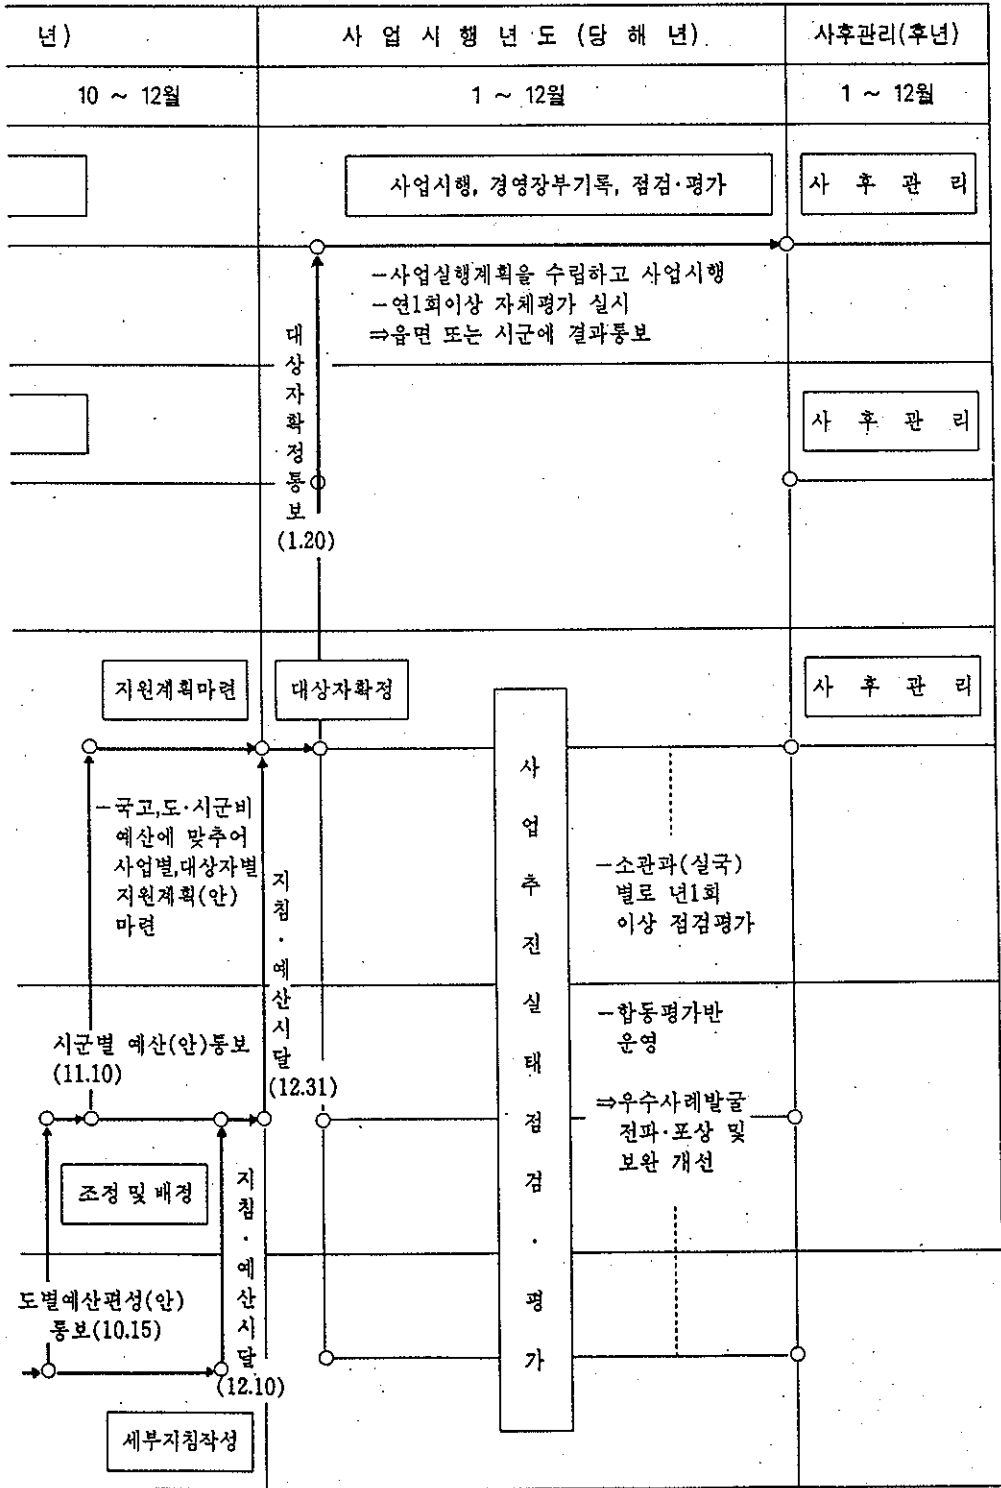 년)
사 업 시 행 년 도 (당 해 년)
사후관리(후년)
10 ~ 12월
1 ~ 12월
1 ~ 12월
사업시행, 경영장부기록, 점검·평가
사 후 관 리
-사업실행계획을 수립하고 사업시행
-연1회이상 자체평가 실시
⇒읍면 또는 시군에 결과통보
대상자확정통보
(1.20)
사 후 관 리
지원계획마련
대상자확정
사 후 관 리
-국고,도·시군비
예산에 맞추어
사업별,대상자별
지원계획(안)
마련
지침·예산시달
(12.31)
사업추진실태점검·평가
-소관과(실국)
별로 년1회
이상 점검평가
시군별 예산(안)통보
(11.10)
-합동평가반
운영
⇒우수사례발굴
전파·포상 및
보완 개선
조정 및 배정
지침·예산시달
(12.10)
도별예산편성(안)
통보(10.15)
세부지침작성